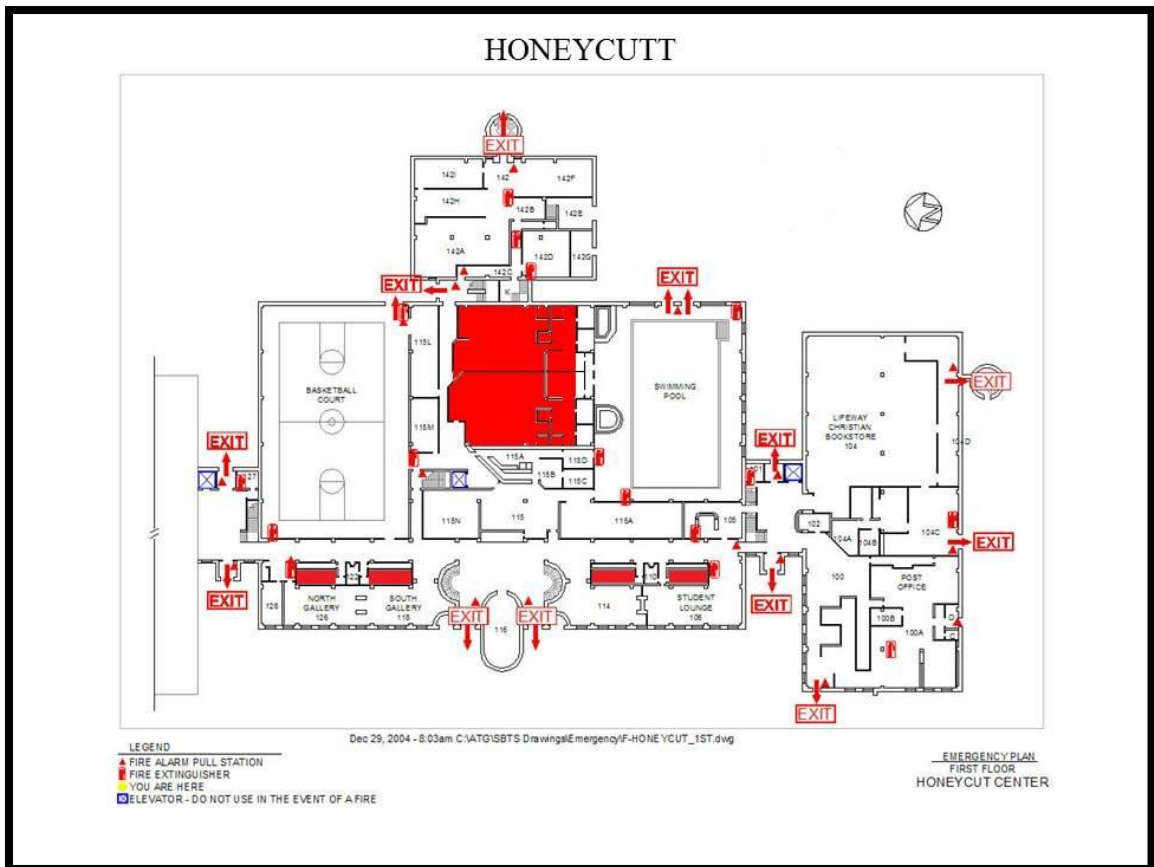 HONEYCUTT
EXIT
142I
142
142F
142H
142B
142E
142A
142D
142G
142C
K
EXIT
EXIT
115L
BASKETBALL
COURT
SWIMMING
POOL
EXIT
LIFEWAY
CHRISTIAN
BOOKSTORE
104
115M
EXIT
EXIT
115A
115D
115B
115C
127
115N
115
115A
105
102
104A
104B
104C
EXIT
100
POST
OFFICE
EXIT
122
110
EXIT
NORTH
GALLERY
126
SOUTH
GALLERY
118
EXIT
EXIT
116
114
STUDENT
LOUNGE
106
100B
100A
D
C
EXIT
Dec 29, 2004 - 8:03am C:\ATG\SBTS Drawings\Emergency\F-HONEYCUT_1ST.dwg
LEGEND
FIRE ALARM PULL STATION
FIRE EXTINGUISHER
YOU ARE HERE
ELEVATOR - DO NOT USE IN THE EVENT OF A FIRE
EMERGENCY PLAN
FIRST FLOOR
HONEYCUT CENTER